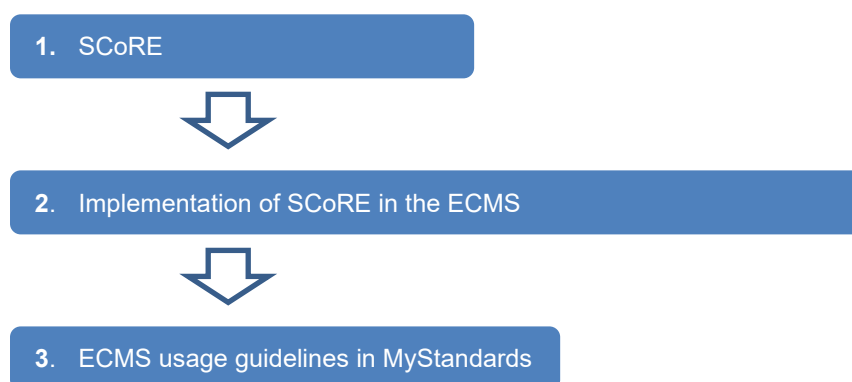 1. SCoRE
2. Implementation of SCoRE in the ECMS
3. ECMS usage guidelines in MyStandards